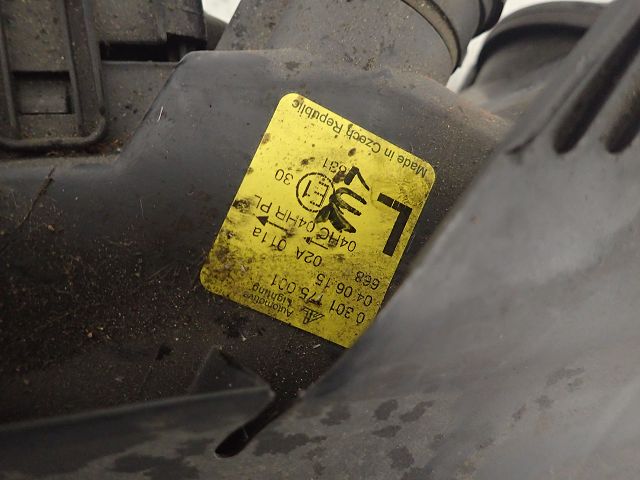 AL Automotive Lighting
0 301 175 001
04 06 15
668
02A 011a
04HC 04HR PL
E1 30
L
Made in Czech Republic